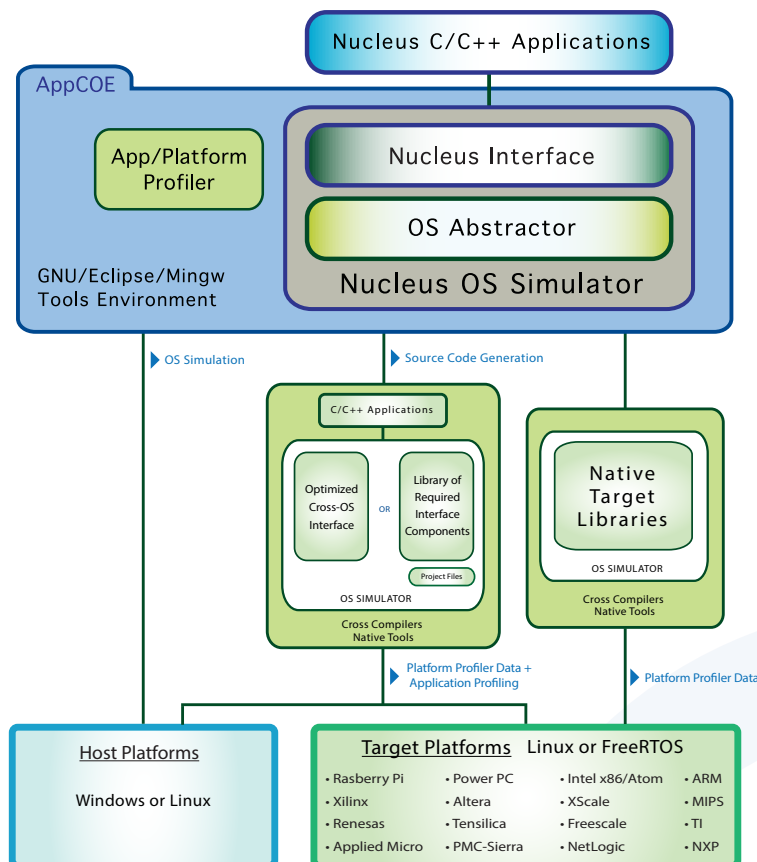 Nucleus C/C++ Applications
AppCOE
App/Platform
Profiler
Nucleus Interface
OS Abstractor
GNU/Eclipse/Mingw
Tools Environment
Nucleus OS Simulator
OS Simulation
Source Code Generation
C/C++ Applications
Optimized
Cross-OS
Interface
OR
Library of
Required
Interface
Components
Project Files
OS SIMULATOR
Cross Compilers
Native Tools
Native
Target
Libraries
OS SIMULATOR
Cross Compilers
Native Tools
Platform Profiler Data +
Application Profiling
Platform Profiler Data
Host Platforms
Windows or Linux
Target Platforms Linux or FreeRTOS
• Rasberry Pi
• Xilinx
• Renesas
• Applied Micro
• Power PC
• Altera
• Tensilica
• PMC-Sierra
• Intel x86/Atom
• XScale
• Freescale
• NetLogic
• ARM
• MIPS
• TI
• NXP